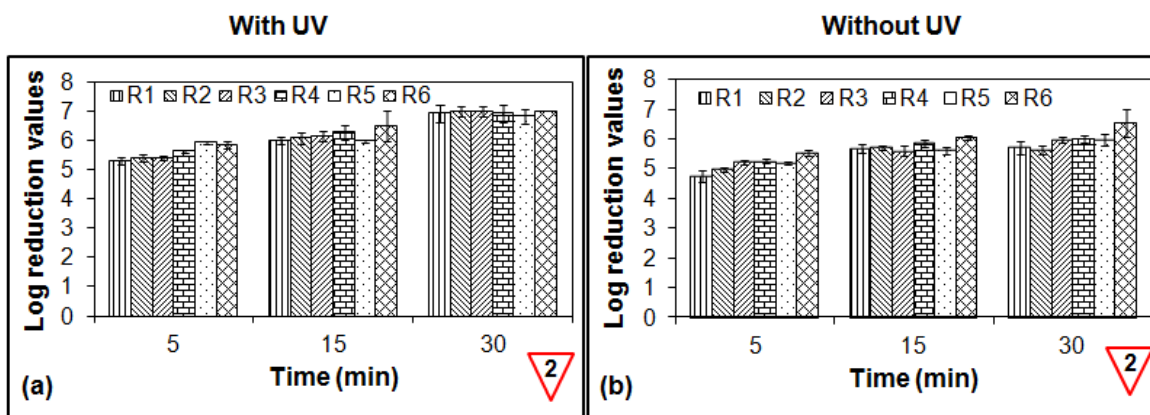 With UV
Without UV
Log reduction values
8
7
6
5
4
3
2
1
0
R1 R2 R3 R4 R5 R6
5 15 30
Time (min)
(a)
2
Log reduction values
8
7
6
5
4
3
2
1
0
R1 R2 R3 R4 R5 R6
5 15 30
Time (min)
(b)
2